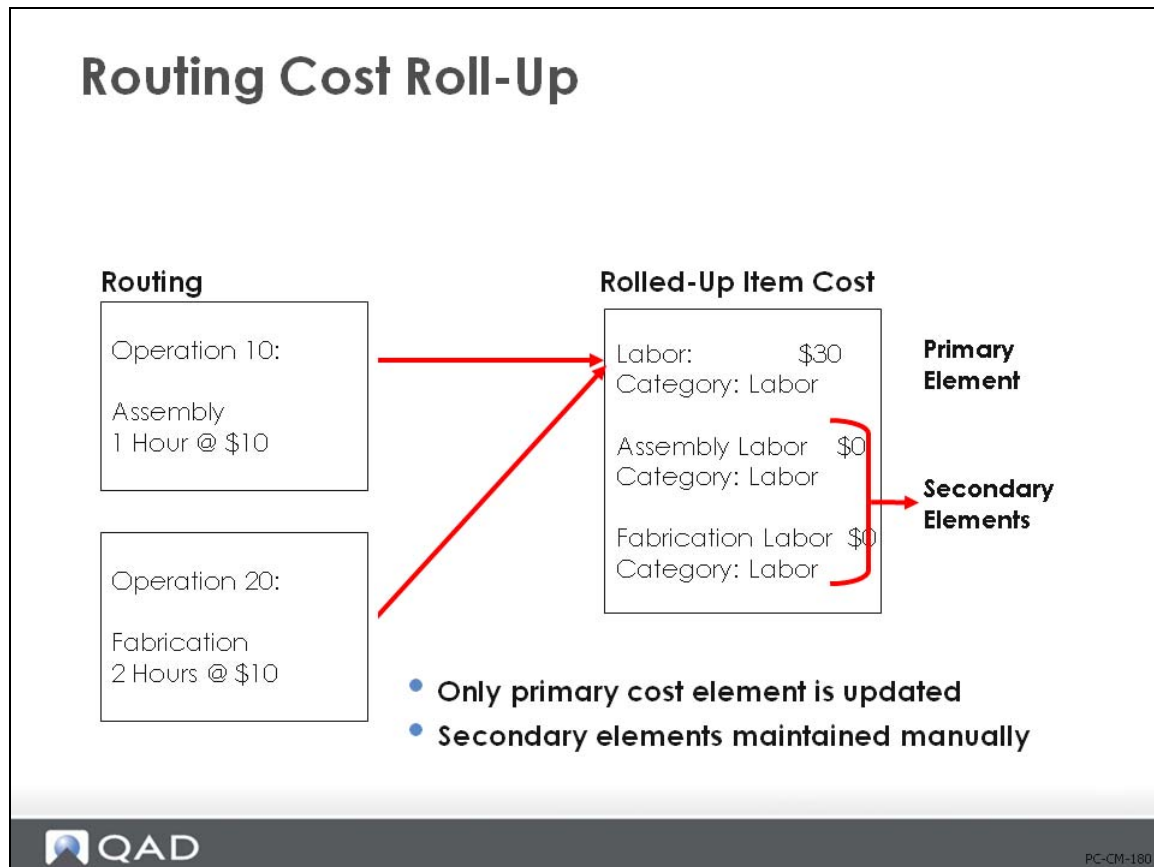 Routing Cost Roll-Up
Routing
Operation 10:
Assembly
1 Hour @ $10
Operation 20:
Fabrication
2 Hours @ $10
Rolled-Up Item Cost
Labor: $30
Category: Labor
Assembly Labor $0
Category: Labor
Fabrication Labor $0
Category: Labor
Primary
Element
Secondary
Elements
• Only primary cost element is updated
• Secondary elements maintained manually
QAD
PC-CM-180